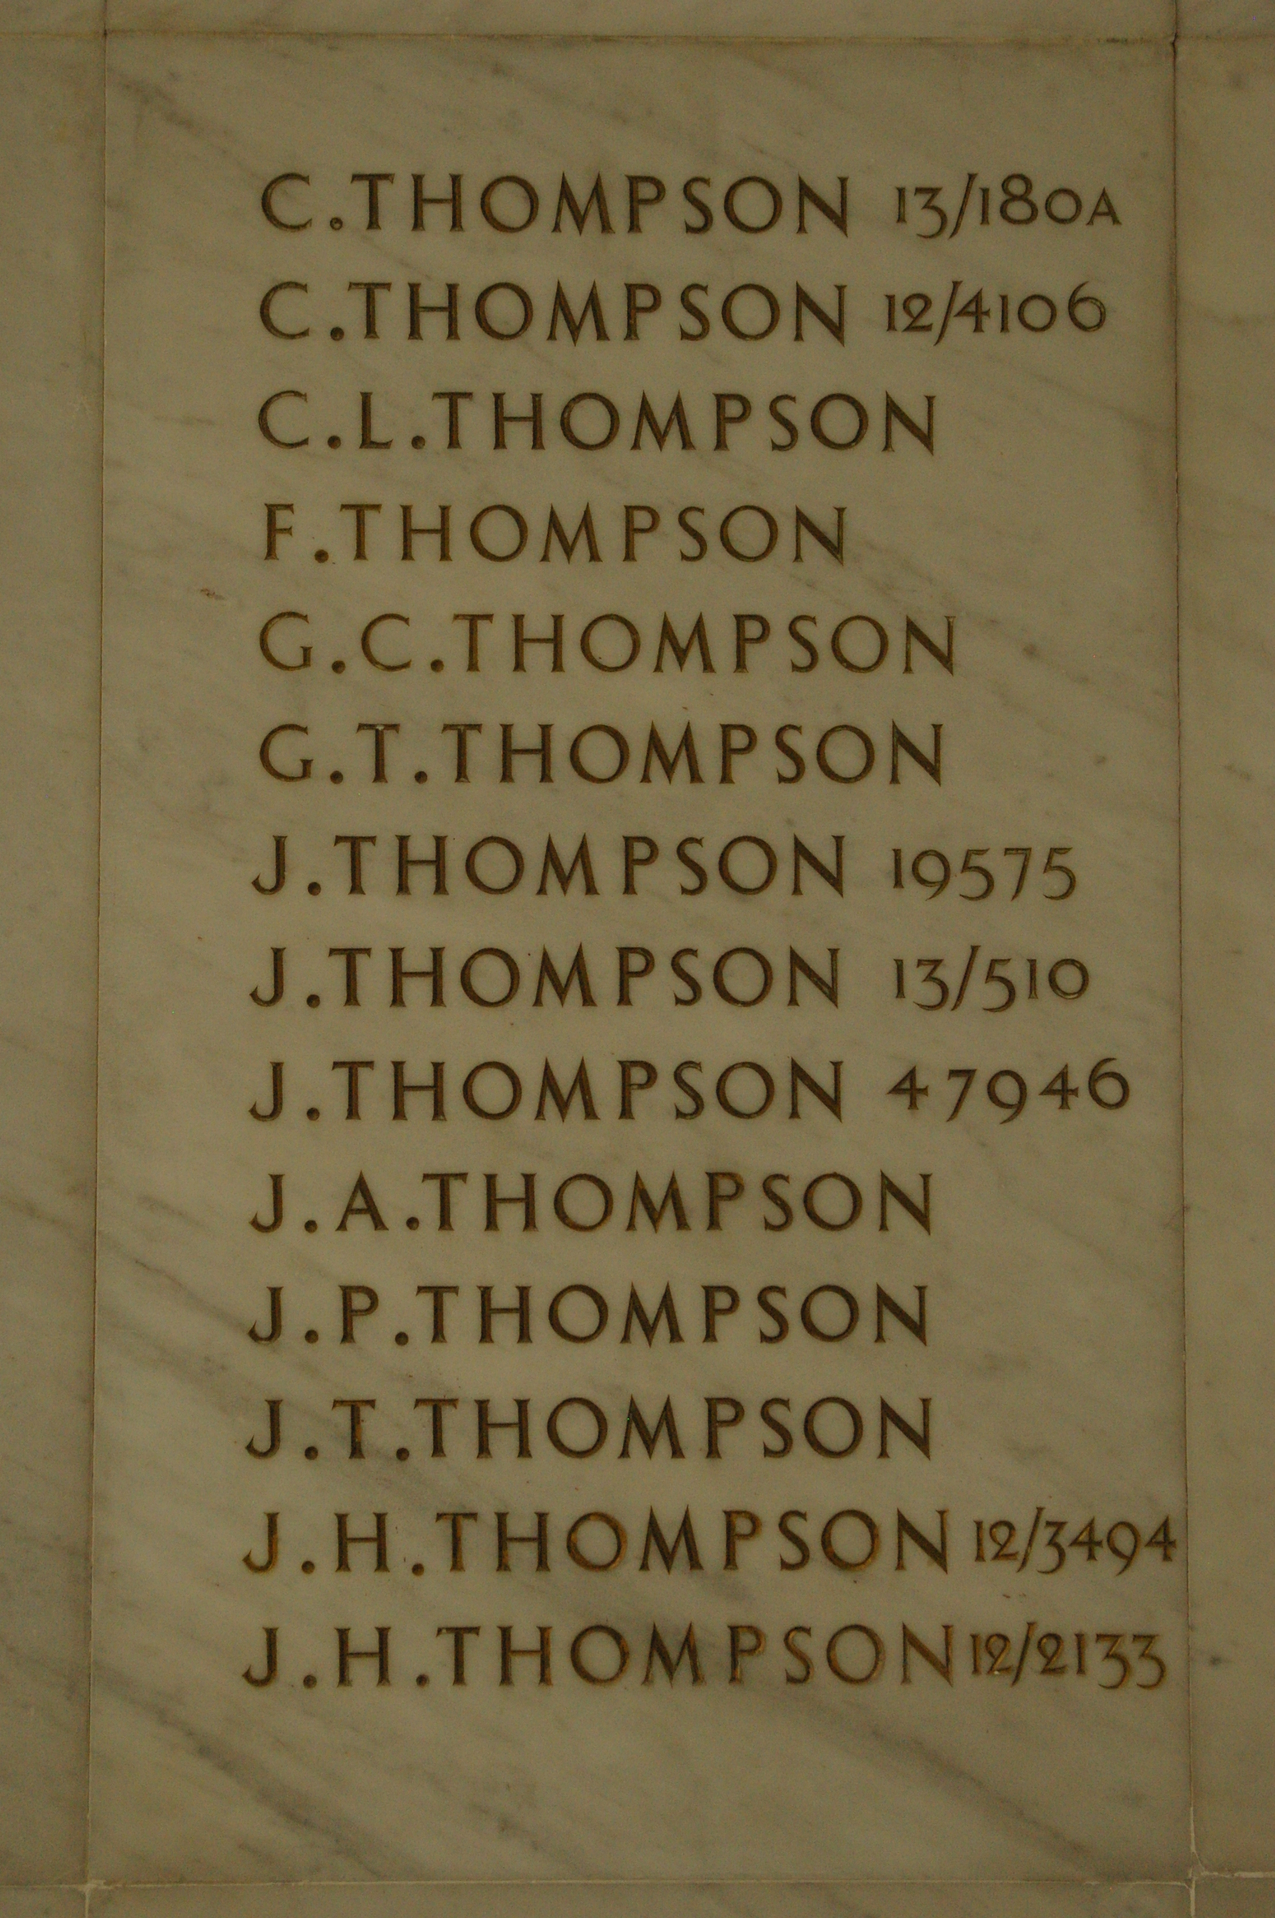 C.THOMPSON 13/180A
C.THOMPSON 12/4106
C.L.THOMPSON
F.THOMPSON
G.C.THOMPSON
G.T.THOMPSON
J.THOMPSON 19575
J.THOMPSON 13/510
J.THOMPSON 47946
J.A.THOMPSON
J.P.THOMPSON
J.T.THOMPSON
J.H.THOMPSON 12/3494
J.H.THOMPSON 12/2133